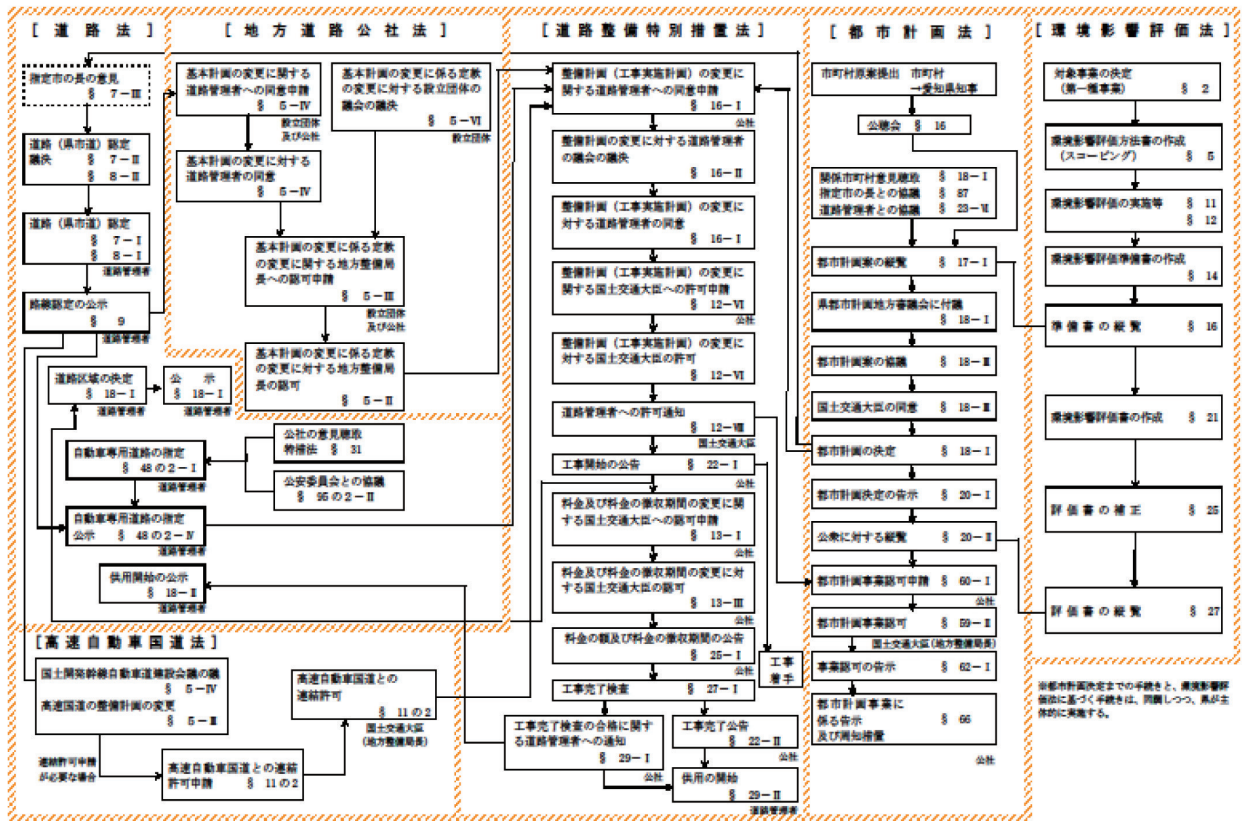 [ 道 路 法 ]
指定市の長の意見
§ 7－Ⅲ
道路（県市道）認定
議決 § 7－Ⅱ
§ 8－Ⅱ
道路（県市道）認定
§ 7－Ⅰ
§ 8－Ⅰ
道路管理者
路線認定の公示
§ 9
道路管理者
道路区域の決定
§ 18－Ⅰ
道路管理者
公 示
§ 18－Ⅰ
道路管理者
自動車専用道路の指定
§ 48の2－Ⅰ
道路管理者
公社の意見聴取
特措法 § 31
公安委員会との協議
§ 95の2－Ⅱ
自動車専用道路の指定
公示 § 48の2－Ⅳ
道路管理者
供用開始の公示
§ 18－Ⅱ
道路管理者
[ 地 方 道 路 公 社 法 ]
基本計画の変更に関する
道路管理者への同意申請
§ 5－Ⅳ
設立団体
及び公社
基本計画の変更に係る定款
の変更に対する設立団体の
議会の議決
§ 5－Ⅵ
設立団体
基本計画の変更に対する
道路管理者の同意
§ 5－Ⅳ
基本計画の変更に係る定款
の変更に関する地方整備局
長への認可申請
§ 5－Ⅲ
設立団体
及び公社
基本計画の変更に係る定款
の変更に対する地方整備局
長の認可
§ 5－Ⅱ
[高 速 自 動 車 国 道 法]
国土開発幹線自動車道建設会議の議
§ 5－Ⅳ
高速国道の整備計画の変更
§ 5－Ⅲ
連結許可申請
が必要な場合
高速自動車国道との連結
許可申請 § 11の2
高速自動車国道との
連結許可
§ 11の2
国土交通大臣
(地方整備局長)
[道 路 整 備 特 別 措 置 法]
整備計画（工事実施計画）の変更に
関する道路管理者への同意申請
§ 16－Ⅰ
公社
整備計画の変更に対する道路管理者
の議会の議決
§ 16－Ⅱ
整備計画（工事実施計画）の変更に
対する道路管理者の同意
§ 16－Ⅰ
整備計画（工事実施計画）の変更に
関する国土交通大臣への許可申請
§ 12－Ⅵ
公社
整備計画（工事実施計画）の変更に
対する国土交通大臣の許可
§ 12－Ⅵ
道路管理者への許可通知
§ 12－Ⅶ
国土交通大臣
工事開始の公告 § 22－Ⅰ
公社
料金及び料金の徴収期間の変更に関
する国土交通大臣への認可申請
§ 13－Ⅰ
公社
料金及び料金の徴収期間の変更に対
する国土交通大臣の認可
§ 13－Ⅲ
公社
料金の額及び料金の徴収期間の公告
§ 25－Ⅰ
公社
工事
着手
工事完了検査 § 27－Ⅰ
工事完了検査の合格に関す
る道路管理者への通知
§ 29－Ⅰ
公社
工事完了公告
§ 22－Ⅱ
公社
供用の開始
§ 29－Ⅱ
道路管理者
[ 都 市 計 画 法 ]
市町村原案提出 市町村
→愛知県知事
公聴会 § 16
関係市町村意見聴取 § 18－Ⅰ
指定市の長との協議 § 87
道路管理者との協議 § 23－Ⅵ
都市計画案の縦覧 § 17－Ⅰ
県都市計画地方審議会に付議
§ 18－Ⅰ
都市計画案の協議 § 18－Ⅲ
国土交通大臣の同意 § 18－Ⅲ
都市計画の決定 § 18－Ⅰ
都市計画決定の告示 § 20－Ⅰ
公衆に対する縦覧 § 20－Ⅱ
都市計画事業認可申請 § 60－Ⅰ
公社
都市計画事業認可 § 59－Ⅱ
国土交通大臣(地方整備局長)
事業認可の告示 § 62－Ⅰ
都市計画事業に
係る告示 § 66
及び周知措置
公社
[ 環 境 影 響 評 価 法 ]
対象事業の決定
(第一種事業) § 2
環境影響評価方法書の作成
(スコーピング) § 5
環境影響評価の実施等 § 11
§ 12
環境影響評価準備書の作成
§ 14
準 備 書 の 縦 覧 § 16
環境影響評価書の作成 § 21
評 価 書 の 補 正 § 25
評 価 書 の 縦 覧 § 27
※都市計画決定までの手続きと、環境影響評
価法に基づく手続きは、同調しつつ、県が主
体的に実施する。